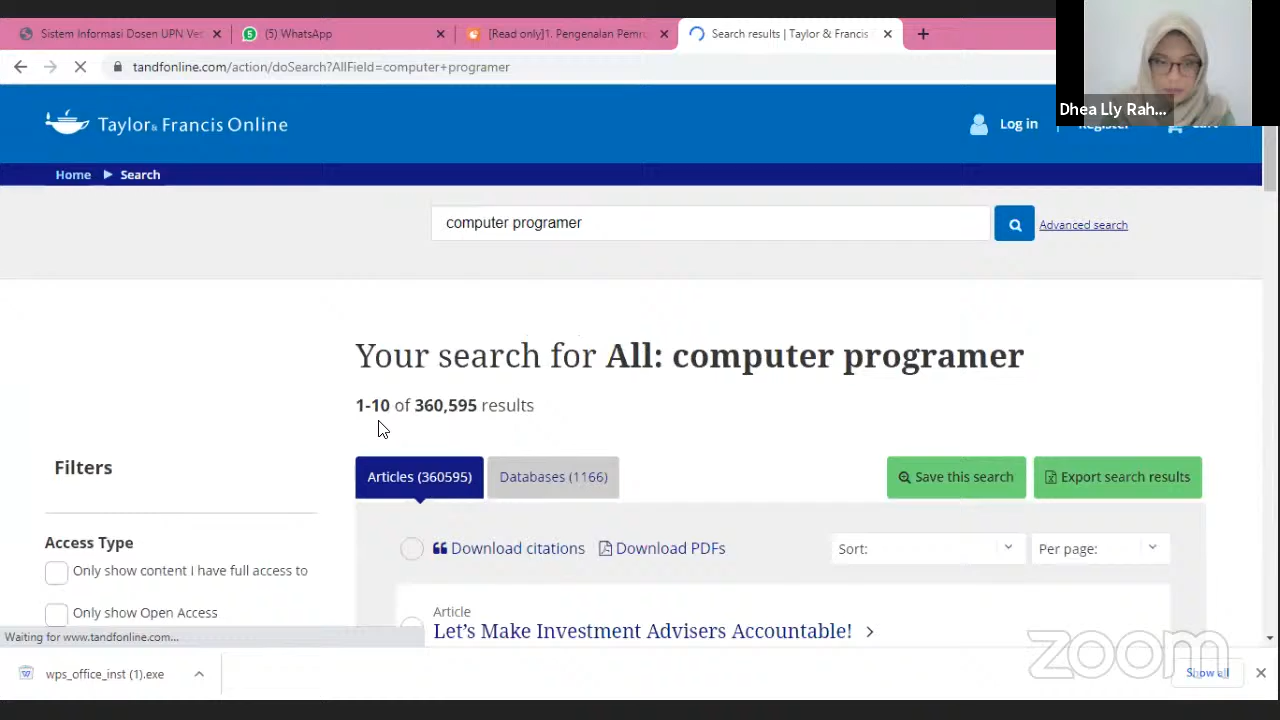 Sistem Informasi Dosen UPN Ve
(5) WhatsApp
[Read only]1. Pengenalan Pemr
Search results | Taylor & Francis
tandfonline.com/action/doSearch?AllField=computer+programer
Dhea Lly Rah...
Taylor & Francis Online
Log in
Register
Cart
Home
Search
computer programer
Advanced search
Your search for All: computer programer
1-10 of 360,595 results
Filters
Articles (360595)
Databases (1166)
Save this search
Export search results
Access Type
Download citations
Download PDFs
Sort:
Per page:
Only show content I have full access to
Only show Open Access
Article
Let's Make Investment Advisers Accountable!
Waiting for www.tandfonline.com...
zoom
wps_office_inst (1).exe
Show all